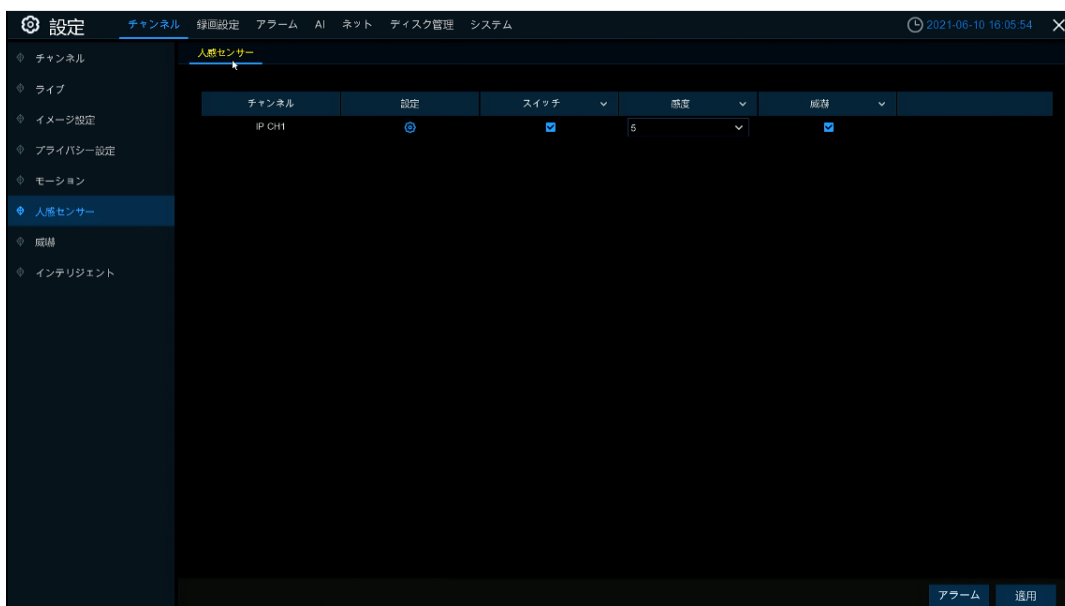 設定 チャンネル 録画設定 アラーム AI ネット ディスク管理 システム 2021-06-10 16:05:54
チャンネル
ライブ
イメージ設定
プライバシー設定
モーション
人感センサー
威嚇
インテリジェント
人感センサー
チャンネル 設定 スイッチ 感度 威嚇
IP CH1 5
アラーム 適用